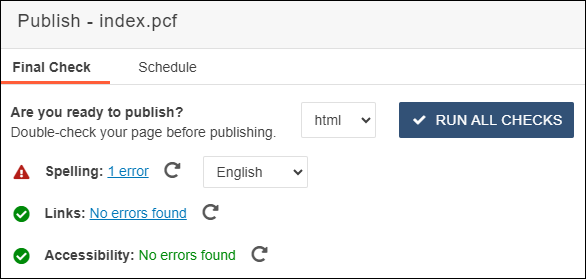 Publish - index.pcf
Final Check Schedule
Are you ready to publish?
Double-check your page before publishing.
html
RUN ALL CHECKS
Spelling: 1 error English
Links: No errors found
Accessibility: No errors found